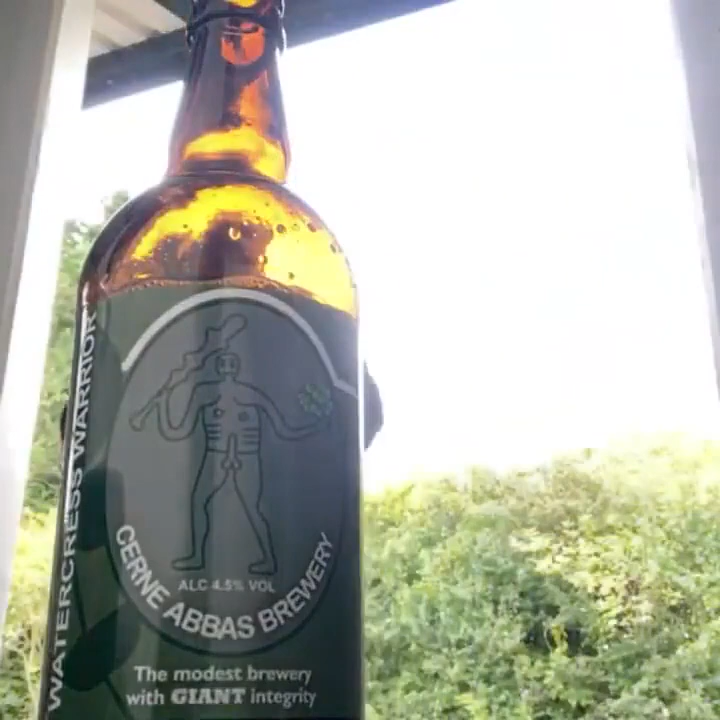 WATERCRESS WARRIOR
ALC 4.5% VOL
CERNE ABBAS BREWERY
The modest brewery
with GIANT integrity